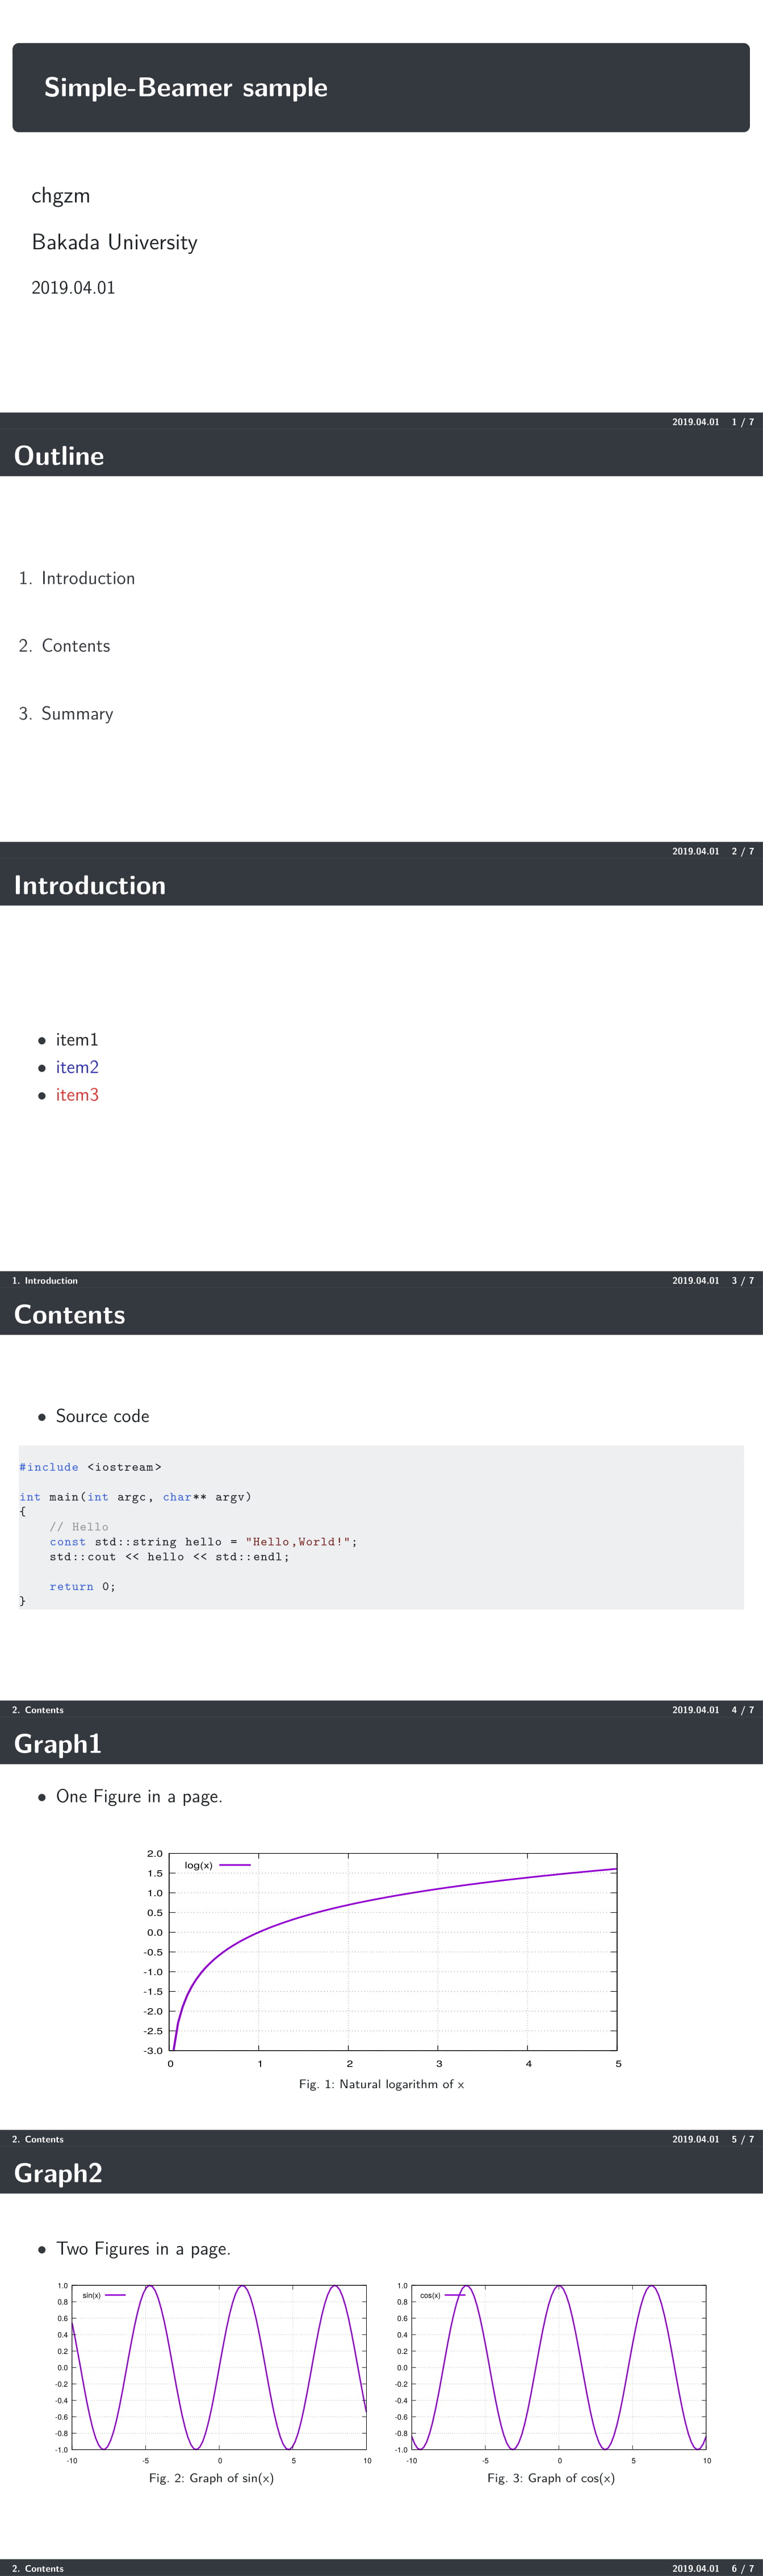 Simple-Beamer sample
chgzm
Bakada University
2019.04.01
2019.04.01 1 / 7
Outline
1. Introduction
2. Contents
3. Summary
2019.04.01 2 / 7
Introduction
• item1
• item2
• item3
1. Introduction 2019.04.01 3 / 7
Contents
• Source code
#include <iostream>
int main(int argc, char** argv)
{
    // Hello
    const std::string hello = "Hello,World!";
    std::cout << hello << std::endl;
    return 0;
}
2. Contents 2019.04.01 4 / 7
Graph1
• One Figure in a page.
log(x)
2.0
1.5
1.0
0.5
0.0
-0.5
-1.0
-1.5
-2.0
-2.5
-3.0
0 1 2 3 4 5
Fig. 1: Natural logarithm of x
2. Contents 2019.04.01 5 / 7
Graph2
• Two Figures in a page.
sin(x)
1.0
0.8
0.6
0.4
0.2
0.0
-0.2
-0.4
-0.6
-0.8
-1.0
-10 -5 0 5 10
Fig. 2: Graph of sin(x)
cos(x)
1.0
0.8
0.6
0.4
0.2
0.0
-0.2
-0.4
-0.6
-0.8
-1.0
-10 -5 0 5 10
Fig. 3: Graph of cos(x)
2. Contents 2019.04.01 6 / 7